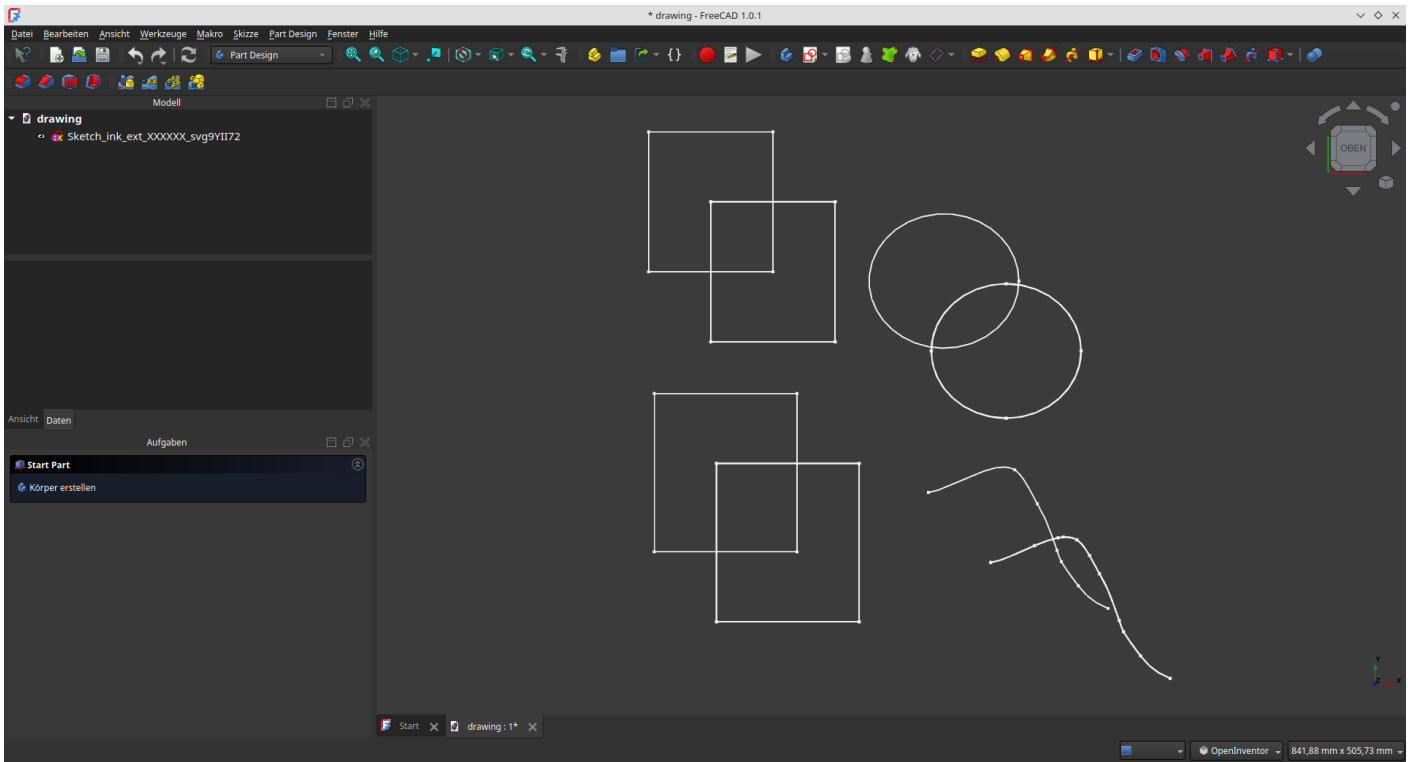 * drawing - FreeCAD 1.0.1
Datei Bearbeiten Ansicht Werkzeuge Makro Skizze Part Design Fenster Hilfe
Part Design
Modell
drawing
Sketch_ink_ext_XXXXXX_svg9YII72
OBEN
Ansicht Daten
Aufgaben
Start Part
Körper erstellen
Y
Z X
Start drawing : 1*
OpenInventor 841,88 mm x 505,73 mm